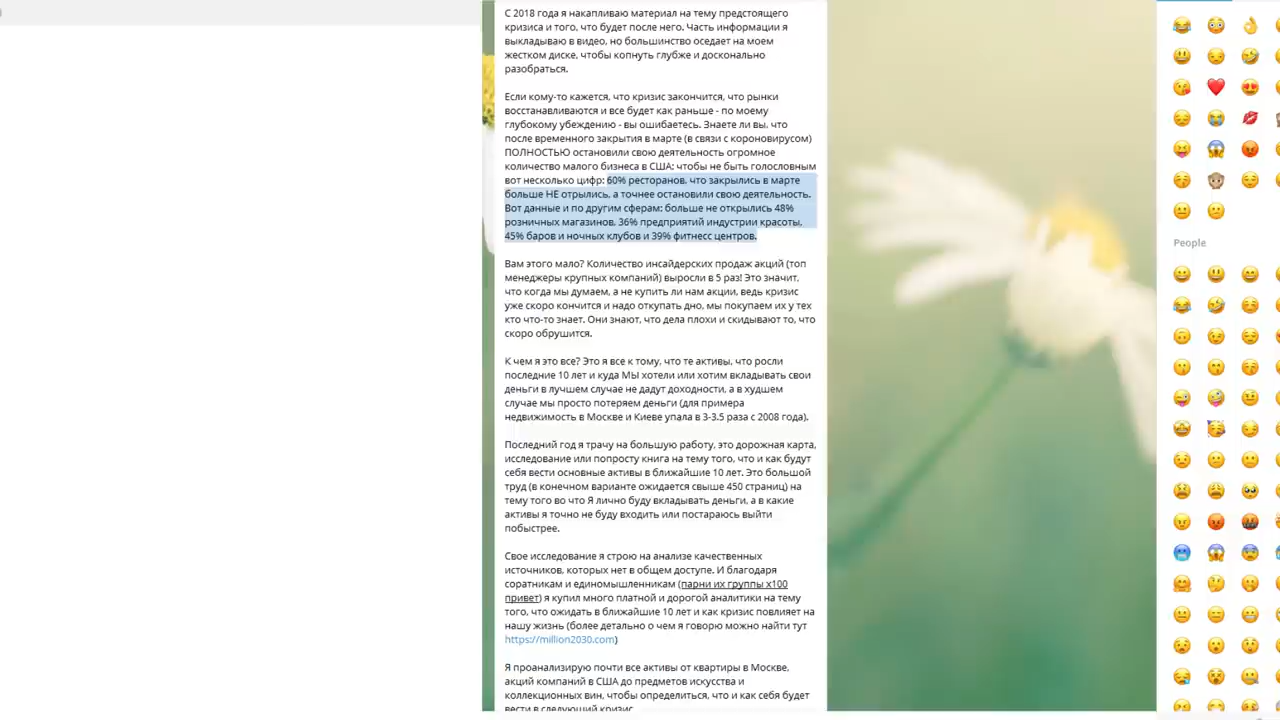 С 2018 года я накапливаю материал на тему предстоящего
кризиса и того, что будет после него. Часть информации я
выкладываю в видео, но большинство оседает на моем
жестком диске, чтобы копнуть глубже и досконально
разобраться.
Если кому-то кажется, что кризис закончится, что рынки
восстанавливаются и все будет как раньше - по моему
глубокому убеждению - вы ошибаетесь. Знаете ли вы, что
после временного закрытия в марте (в связи с короновирусом)
ПОЛНОСТЬЮ остановили свою деятельность огромное
количество малого бизнеса в США: чтобы не быть голословным
вот несколько цифр: 60% ресторанов, что закрылись в марте
больше НЕ отрылись, а точнее остановили свою деятельность.
Вот данные и по другим сферам: больше не открылись 48%
розничных магазинов, 36% предприятий индустрии красоты,
45% баров и ночных клубов и 39% фитнесс центров.
Вам этого мало? Количество инсайдерских продаж акций (топ
менеджеры крупных компаний) выросли в 5 раз! Это значит,
что когда мы думаем, а не купить ли нам акции, ведь кризис
уже скоро кончится и надо откупать дно, мы покупаем их у тех
кто что-то знает. Они знают, что дела плохи и скидывают то, что
скоро обрушится.
К чем я это все? Это я все к тому, что те активы, что росли
последние 10 лет и куда МЫ хотели или хотим вкладывать свои
деньги в лучшем случае не дадут доходности, а в худшем
случае мы просто потеряем деньги (для примера
недвижимость в Москве и Киеве упала в 3-3.5 раза с 2008 года).
Последний год я трачу на большую работу, это дорожная карта,
исследование или попросту книга на тему того, что и как будут
себя вести основные активы в ближайшие 10 лет. Это большой
труд (в конечном варианте ожидается свыше 450 страниц) на
тему того во что Я лично буду вкладывать деньги, а в какие
активы я точно не буду входить или постараюсь выйти
побыстрее.
Свое исследование я строю на анализе качественных
источников, которых нет в общем доступе. И благодаря
соратникам и единомышленникам (парни их группы х100
привет) я купил много платной и дорогой аналитики на тему
того, что ожидать в ближайшие 10 лет и как кризис повлияет на
нашу жизнь (более детально о чем я говорю можно найти тут
https://million2030.com)
Я проанализирую почти все активы от квартиры в Москве,
акций компаний в США до предметов искусства и
коллекционных вин, чтобы определиться, что и как себя будет
вести в следующий кризис.
People